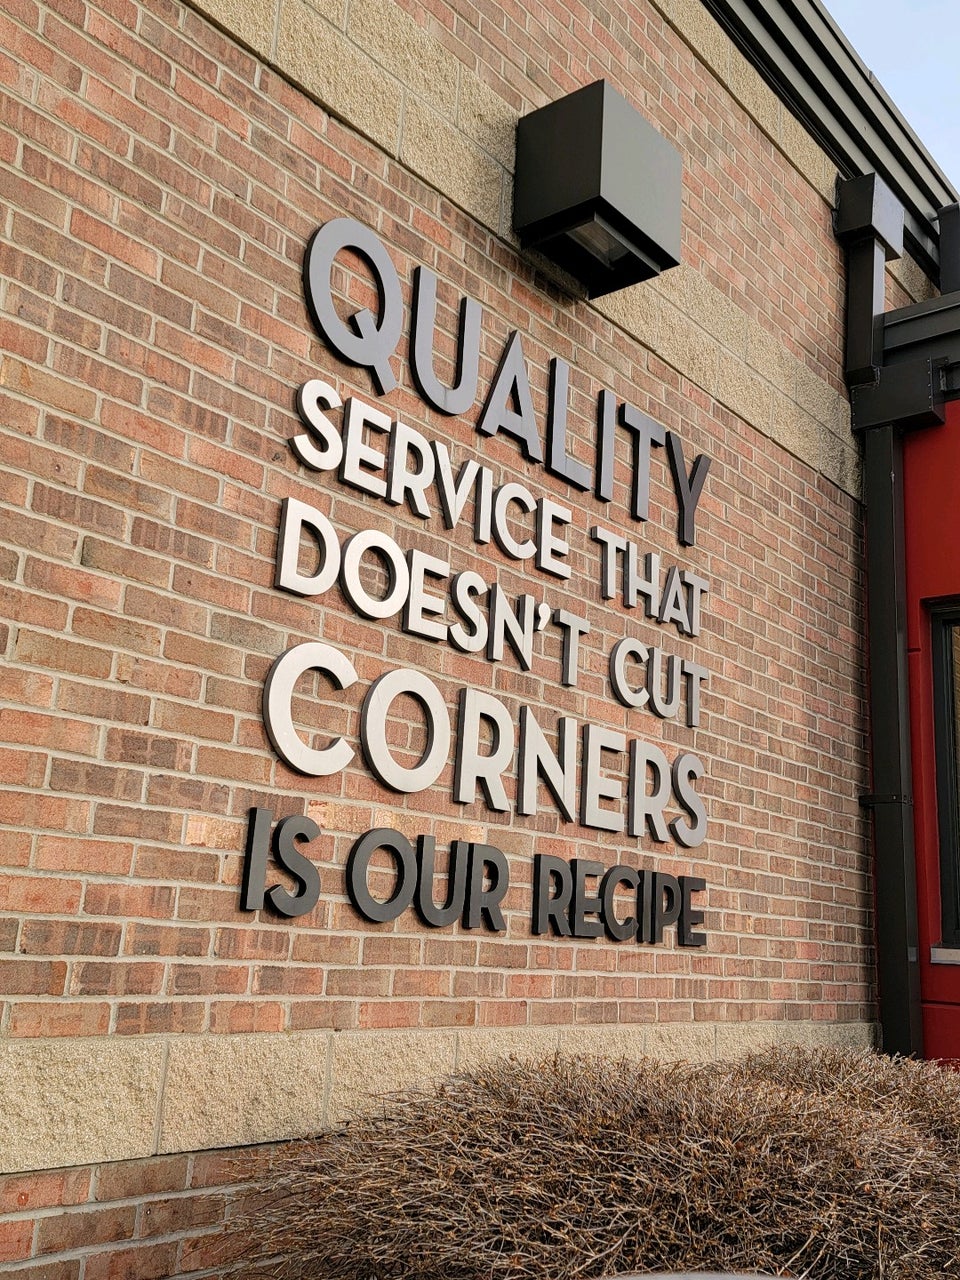 QUALITY
SERVICE THAT
DOESN'T CUT
CORNERS
IS OUR RECIPE